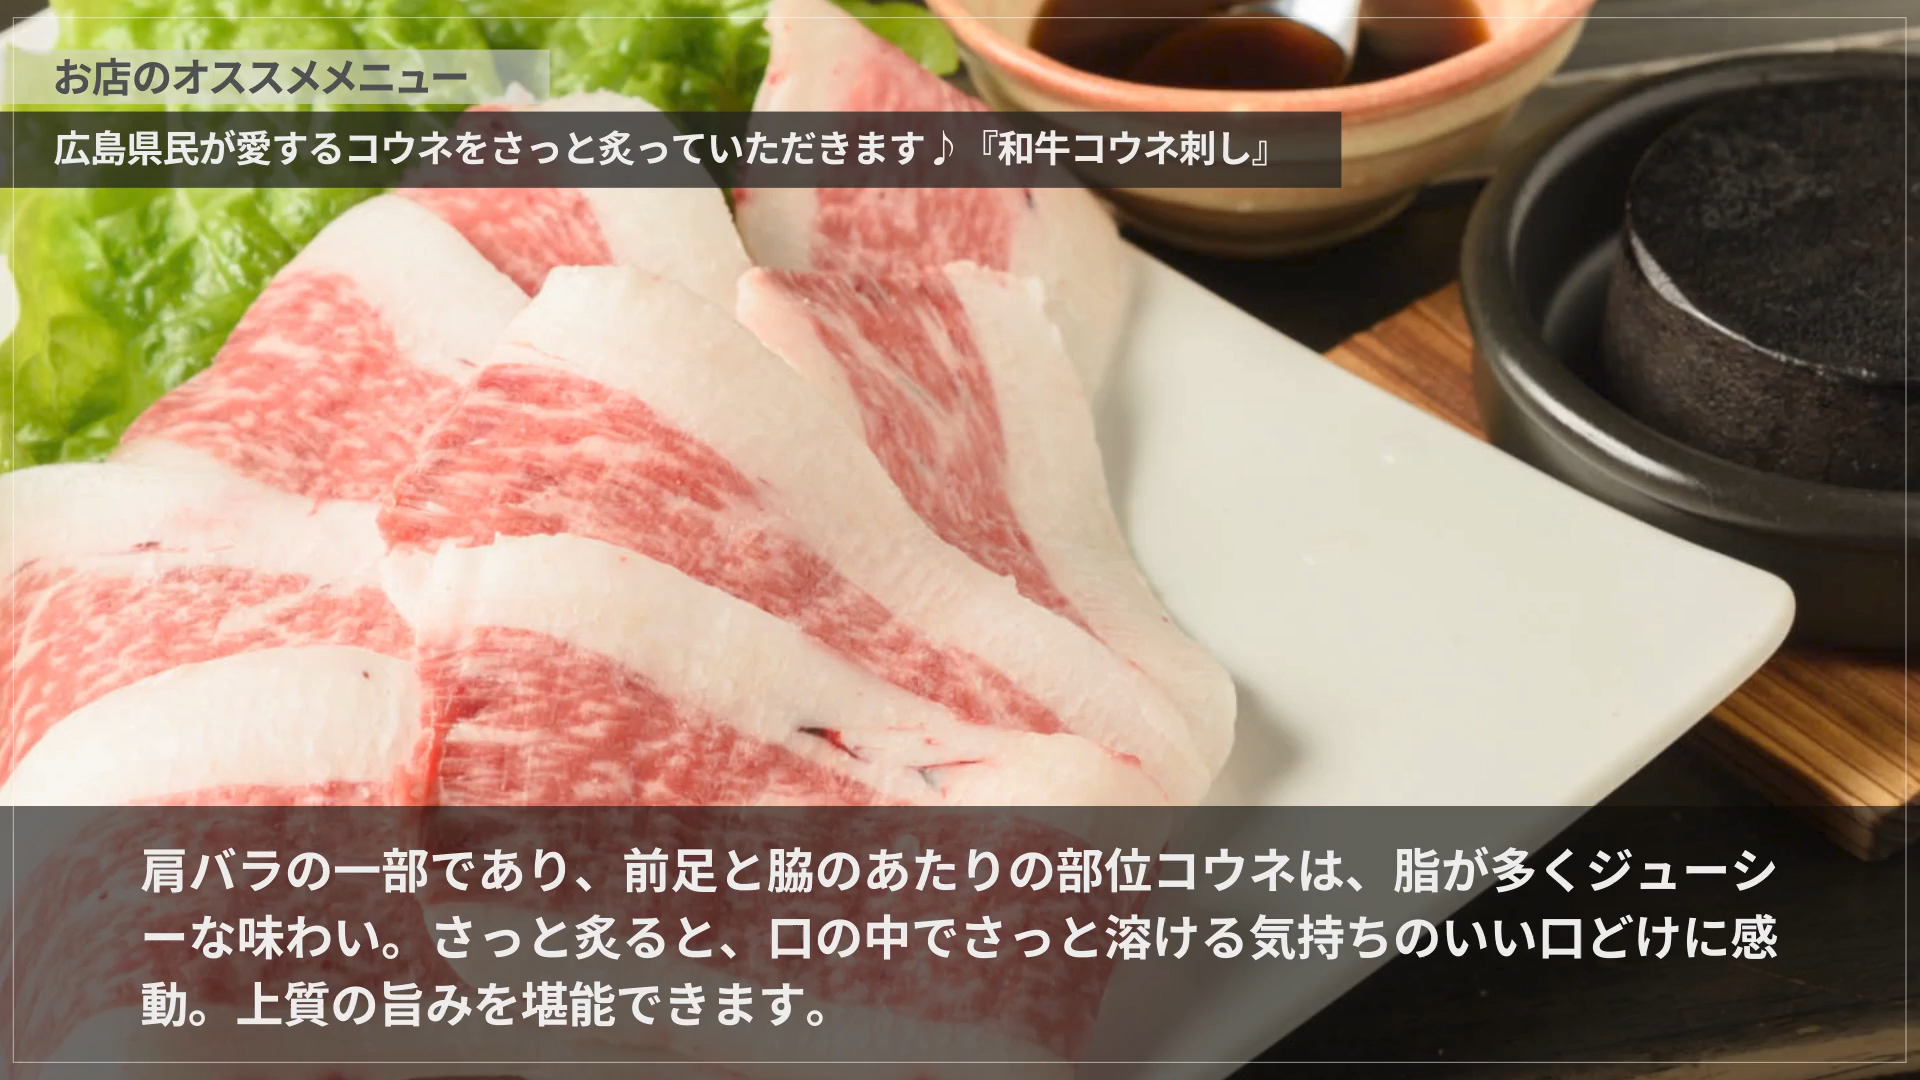 お店のオススメメニュー
広島県民が愛するコウネをさっと炙っていただきます♪『和牛コウネ刺し』
肩バラの一部であり、前足と脇のあたりの部位コウネは、脂が多くジューシ
ーな味わい。さっと炙ると、口の中でさっと溶ける気持ちのいい口どけに感
動。上質の旨みを堪能できます。